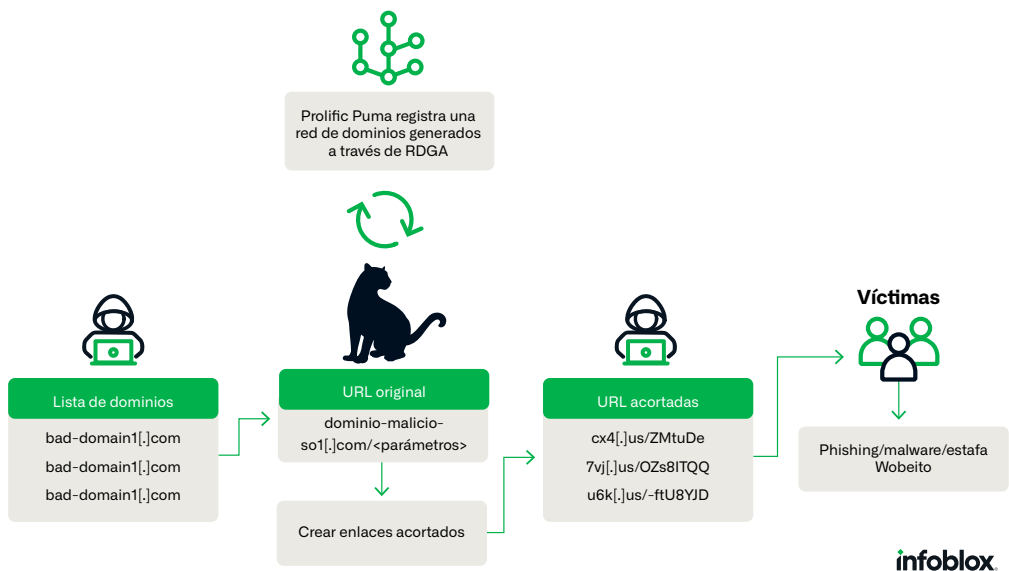 Prolific Puma registra una
red de dominios generados
a través de RDGA
Lista de dominios
bad-domain1[.]com
bad-domain1[.]com
bad-domain1[.]com
URL original
dominio-malicio-
so1[.]com/<parámetros>
Crear enlaces acortados
URL acortadas
cx4[.]us/ZMtuDe
7vj[.]us/OZs8ITQQ
u6k[.]us/-ftU8YJD
Víctimas
Phishing/malware/estafa
Wobeito
infoblox.